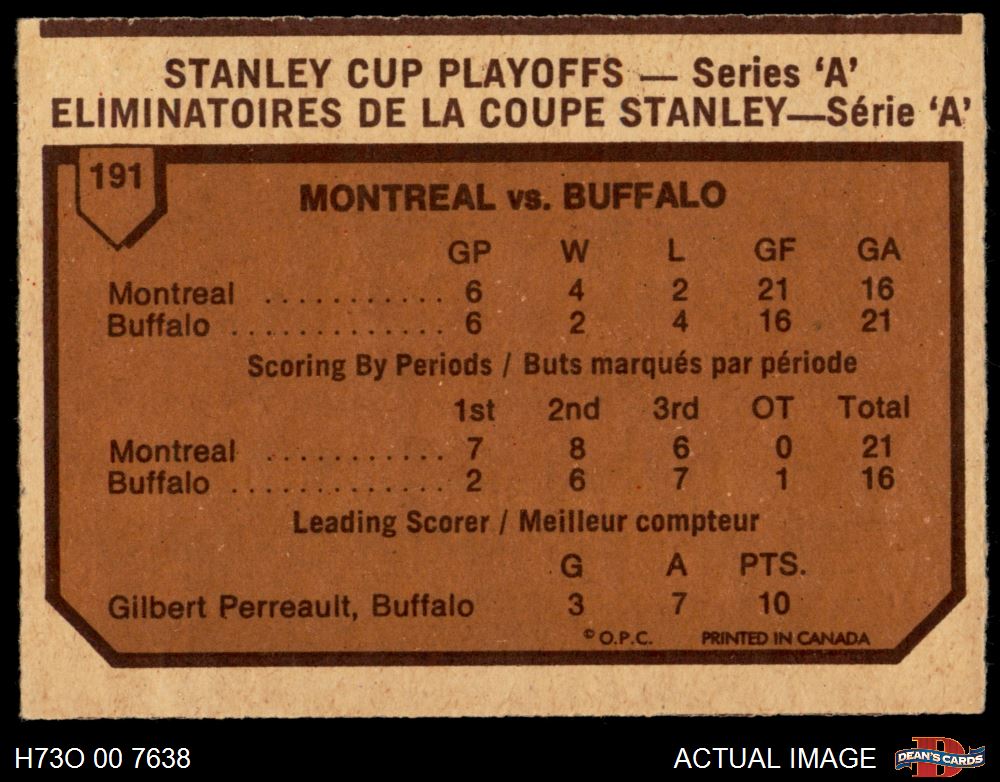 STANLEY CUP PLAYOFFS — Series ‘A’
ELIMINATOIRES DE LA COUPE STANLEY—Série ‘A’
191
MONTREAL vs. BUFFALO
GP W L GF GA
Montreal ............ 6 4 2 21 16
Buffalo .............. 6 2 4 16 21
Scoring By Periods / Buts marqués par période
1st 2nd 3rd OT Total
Montreal ............ 7 8 6 0 21
Buffalo .............. 2 6 7 1 16
Leading Scorer / Meilleur compteur
G A PTS.
Gilbert Perreault, Buffalo 3 7 10
© O.P.C. PRINTED IN CANADA
H73O 00 7638 ACTUAL IMAGE D DEAN'S CARDS